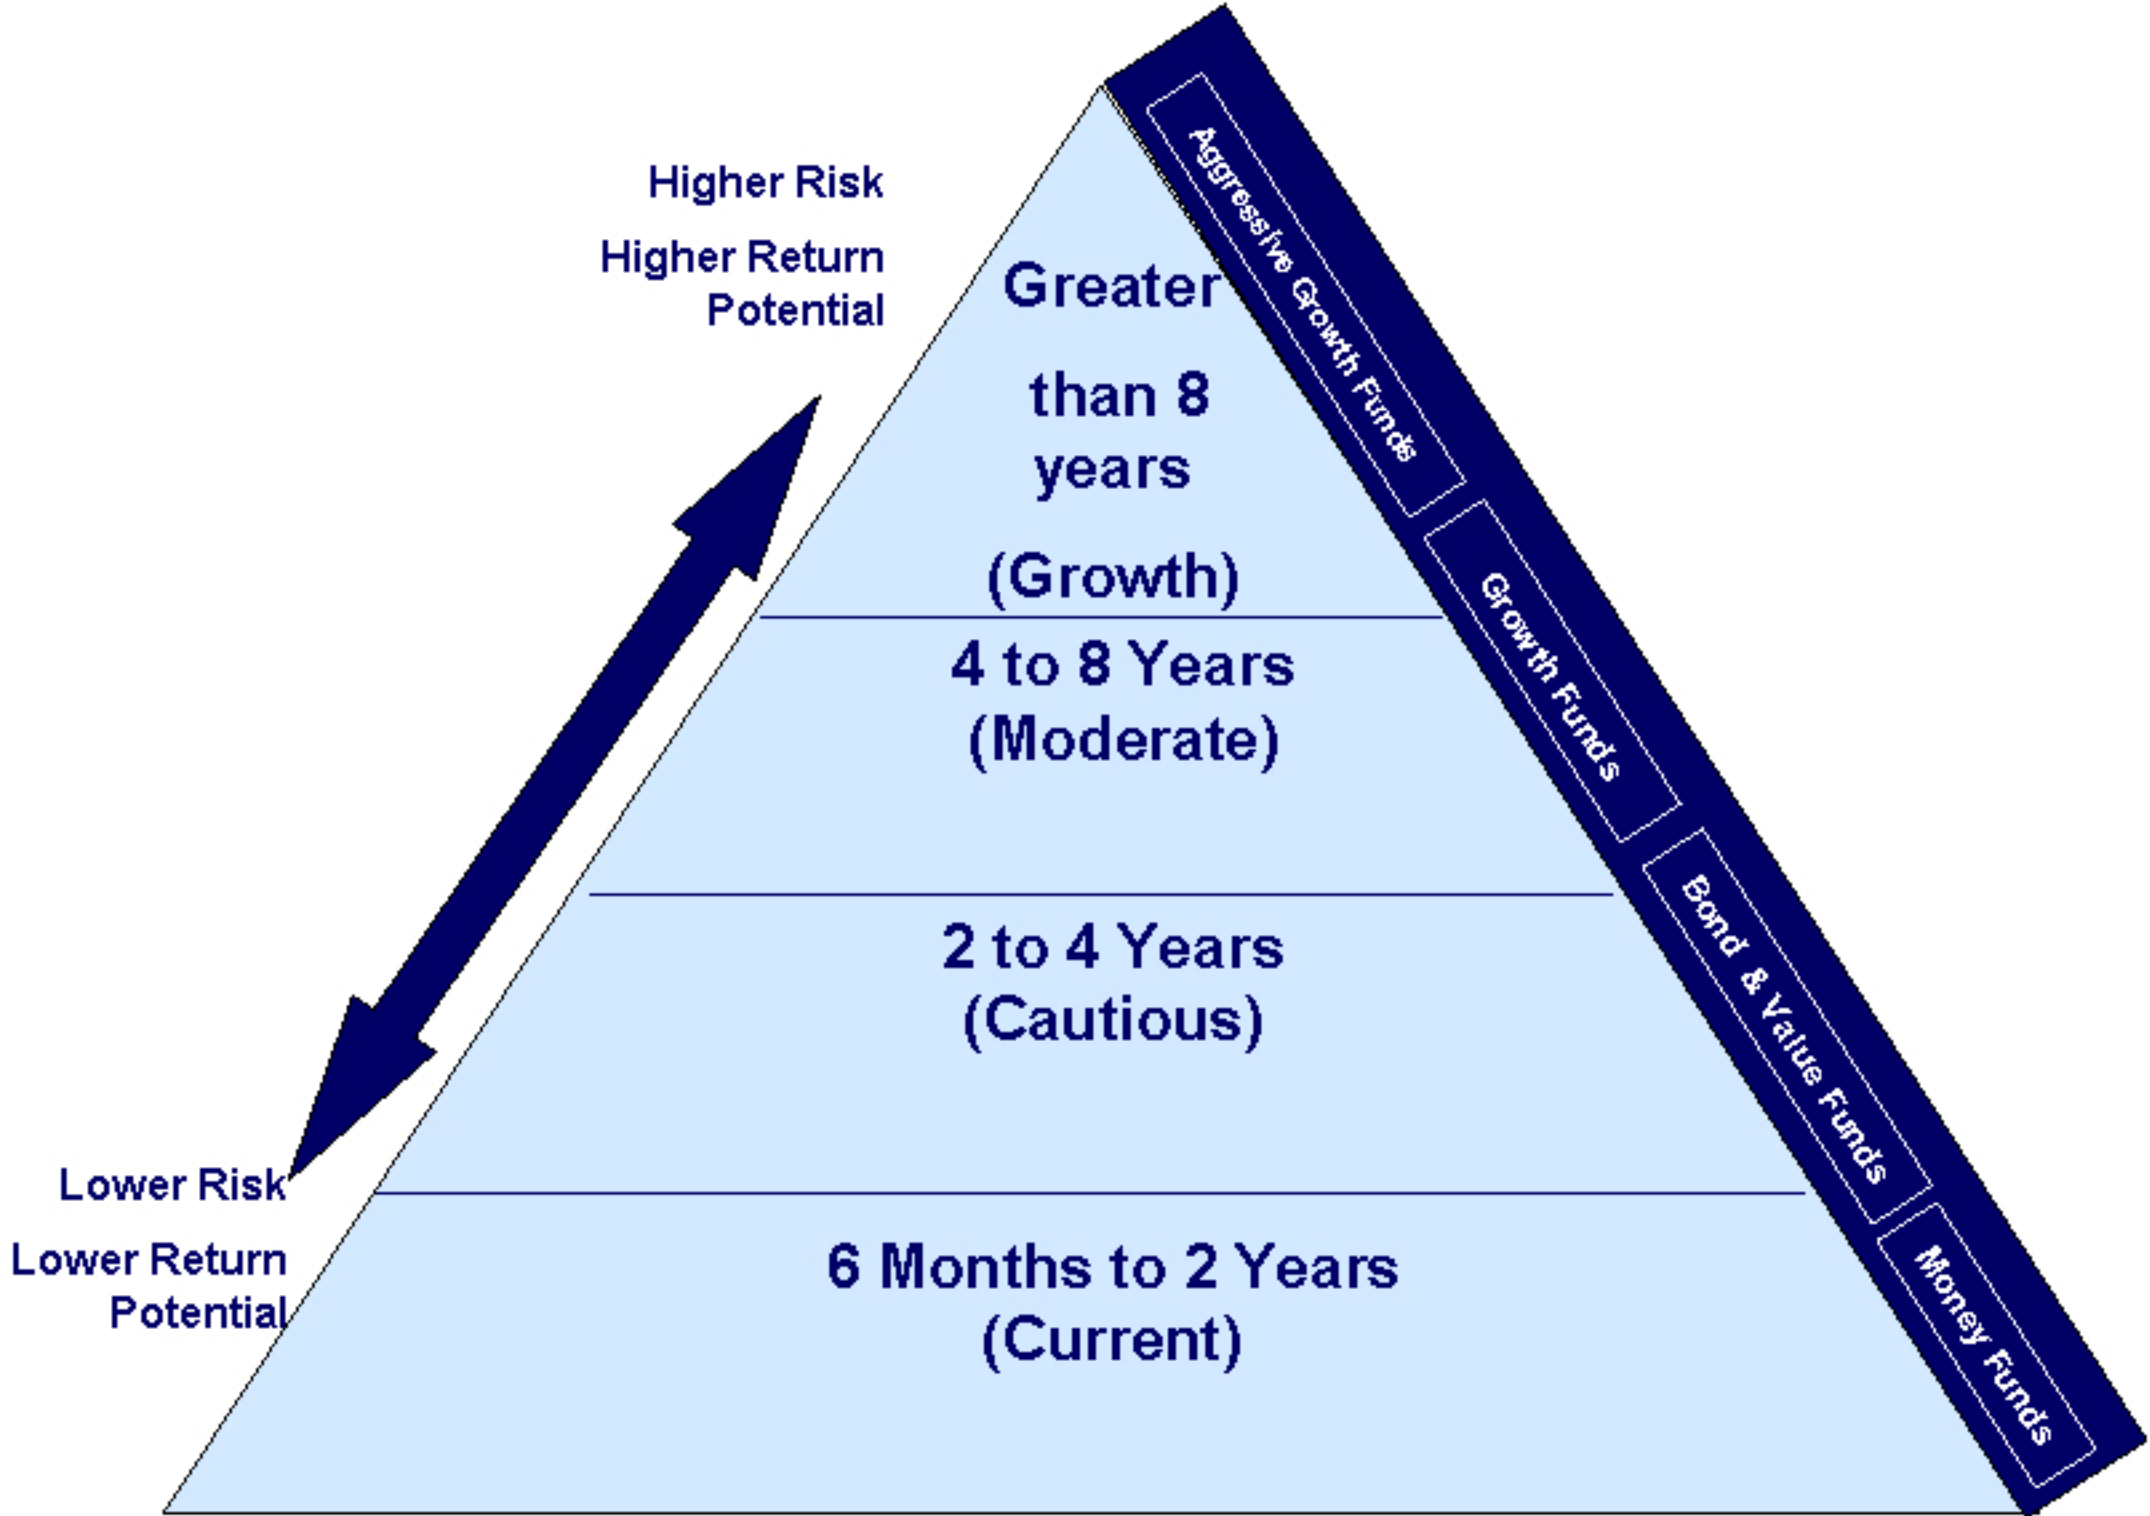 Higher Risk
Higher Return
Potential
Greater
than 8
years
(Growth)
4 to 8 Years
(Moderate)
2 to 4 Years
(Cautious)
Lower Risk
Lower Return
Potential
6 Months to 2 Years
(Current)
Aggressive Growth Funds
Growth Funds
Bond & Value Funds
Money Funds